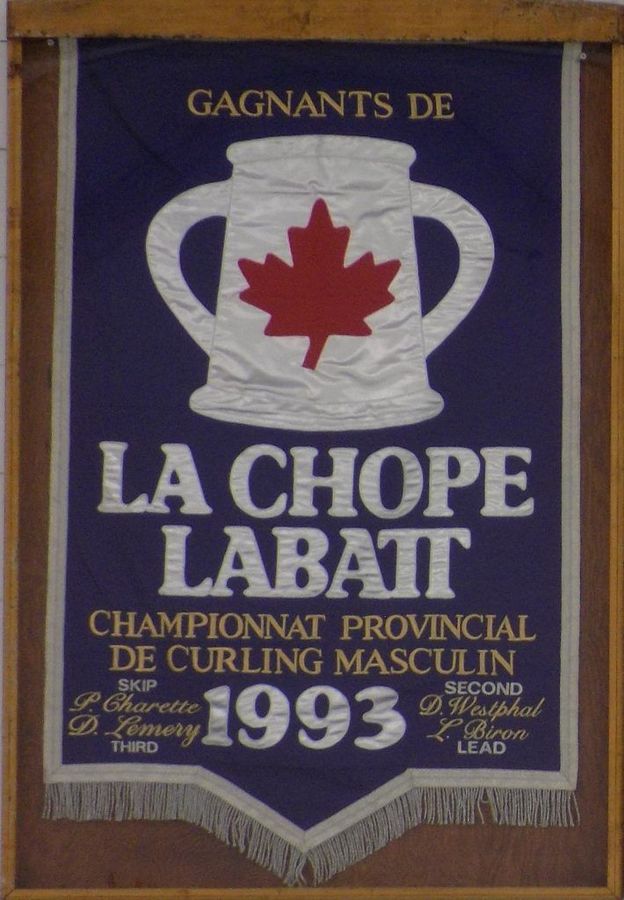 GAGNANTS DE
LA CHOPE
LABATT
CHAMPIONNAT PROVINCIAL
DE CURLING MASCULIN
SKIP
P. Charette
D. Lemery
THIRD
1993
SECOND
D. Westphal
L. Biron
LEAD